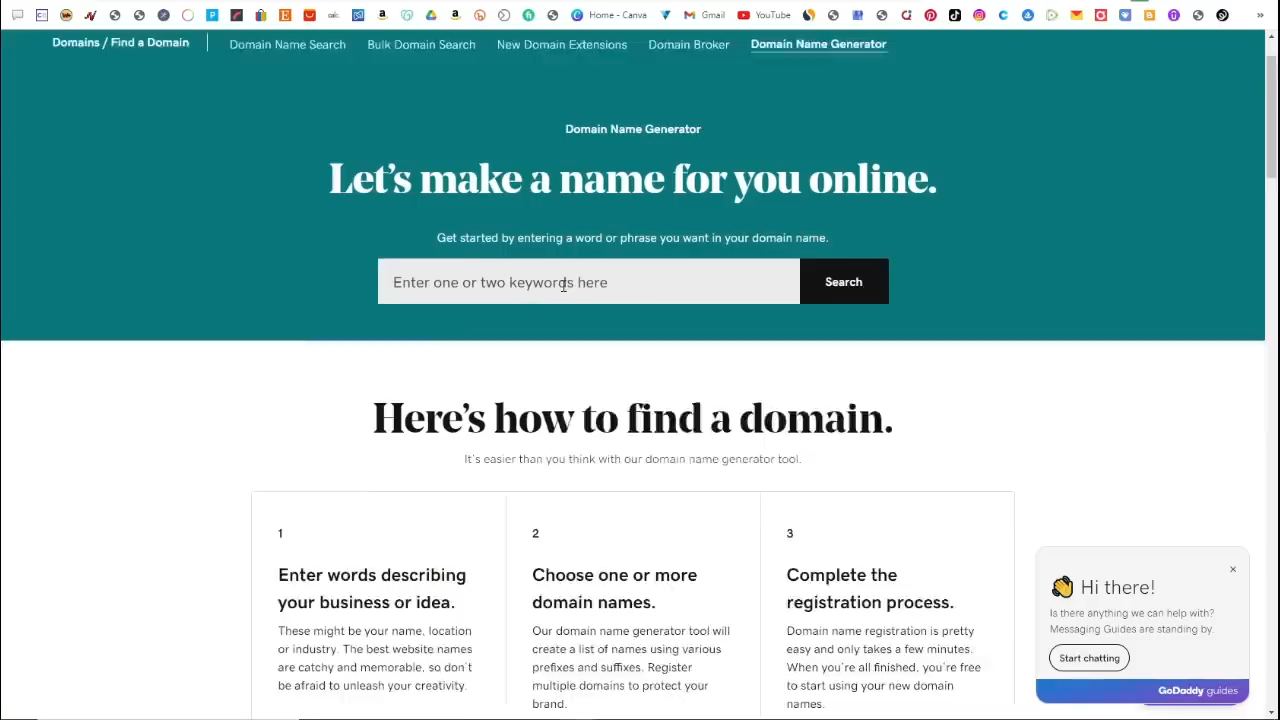 Home - Canva
Gmail
YouTube
»
Domains / Find a Domain
Domain Name Search
Bulk Domain Search
New Domain Extensions
Domain Broker
Domain Name Generator
Domain Name Generator
Let's make a name for you online.
Get started by entering a word or phrase you want in your domain name.
Enter one or two keywords here
Search
Here's how to find a domain.
It's easier than you think with our domain name generator tool.
1
Enter words describing
your business or idea.
These might be your name, location
or industry. The best website names
are catchy and memorable, so don't
be afraid to unleash your creativity.
2
Choose one or more
domain names.
Our domain name generator tool will
create a list of names using various
prefixes and suffixes. Register
multiple domains to protect your
brand.
3
Complete the
registration process.
Domain name registration is pretty
easy and only takes a few minutes.
When you're all finished, you're free
to start using your new domain
names.
Hi there!
Is there anything we can help with?
Messaging Guides are standing by.
Start chatting
GoDaddy guides